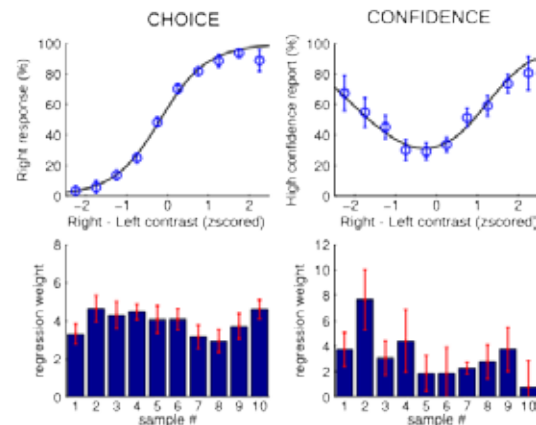 CHOICE
CONFIDENCE
Right response (%)
100
80
60
40
20
0
−2 −1 0 1 2
Right - Left contrast (zscored)
High confidence report (%)
100
80
60
40
20
0
−2 −1 0 1 2
Right - Left contrast (zscored)
regression weight
8
6
4
2
0
1 2 3 4 5 6 7 8 9 10
sample #
regression weight
12
10
8
6
4
2
0
1 2 3 4 5 6 7 8 9 10
sample #